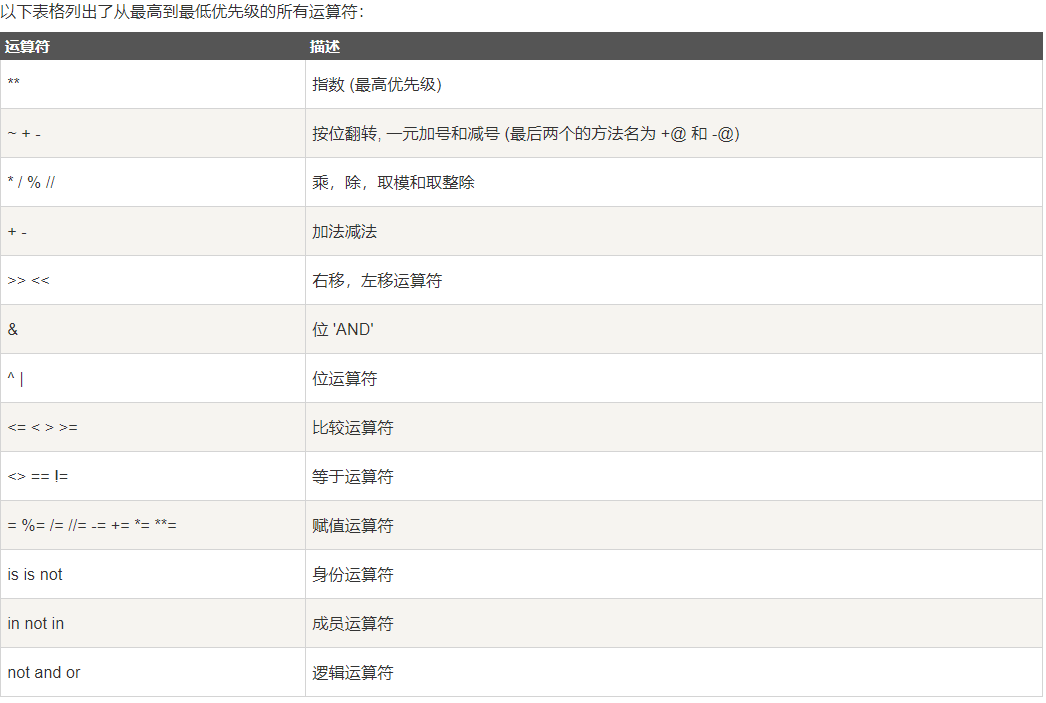 以下表格列出了从最高到最低优先级的所有运算符：
运算符 描述
** 指数 (最高优先级)
~ + - 按位翻转, 一元加号和减号 (最后两个的方法名为 +@ 和 -@)
* / % // 乘，除，取模和取整除
+ - 加法减法
>> << 右移，左移运算符
& 位 'AND'
^ | 位运算符
<= < > >= 比较运算符
<> == != 等于运算符
= %= /= //= -= += *= **= 赋值运算符
is is not 身份运算符
in not in 成员运算符
not and or 逻辑运算符